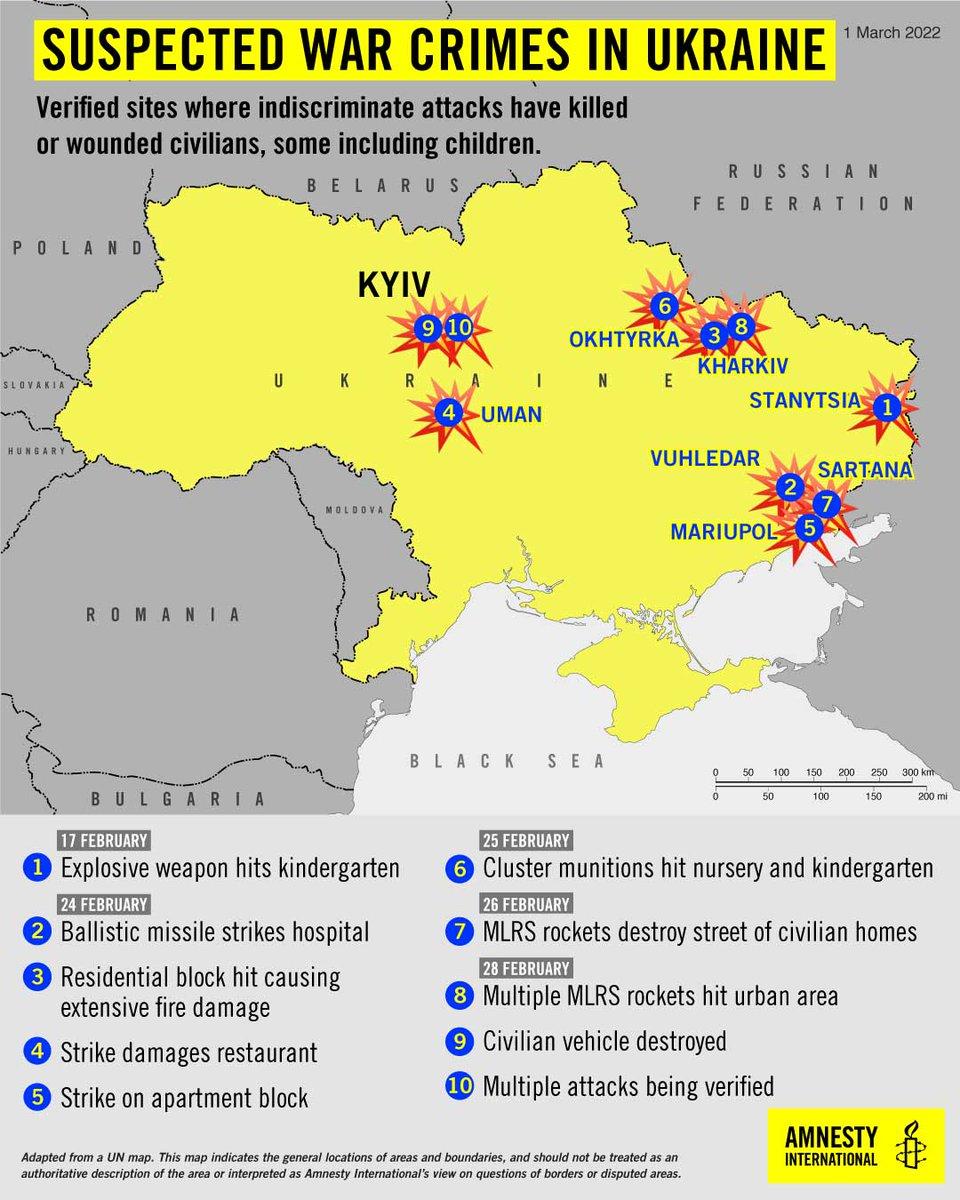 SUSPECTED WAR CRIMES IN UKRAINE
1 March 2022
Verified sites where indiscriminate attacks have killed
or wounded civilians, some including children.
BELARUS
RUSSIAN
FEDERATION
POLAND
KYIV
9 10
6
OKHTYRKA
3 8
KHARKIV
SLOVAKIA
UKRAINE
STANYTSIA
1
4
UMAN
HUNGARY
VUHLEDAR
2
SARTANA
7
MOLDOVA
MARIUPOL
5
ROMANIA
BLACK SEA
BULGARIA
0 50 100 150 200 250 300 km
0 50 100 150 200 mi
17 FEBRUARY
1 Explosive weapon hits kindergarten
24 FEBRUARY
2 Ballistic missile strikes hospital
3 Residential block hit causing
extensive fire damage
4 Strike damages restaurant
5 Strike on apartment block
25 FEBRUARY
6 Cluster munitions hit nursery and kindergarten
26 FEBRUARY
7 MLRS rockets destroy street of civilian homes
28 FEBRUARY
8 Multiple MLRS rockets hit urban area
9 Civilian vehicle destroyed
10 Multiple attacks being verified
Adapted from a UN map. This map indicates the general locations of areas and boundaries, and should not be treated as an
authoritative description of the area or interpreted as Amnesty International's view on questions of borders or disputed areas.
AMNESTY
INTERNATIONAL